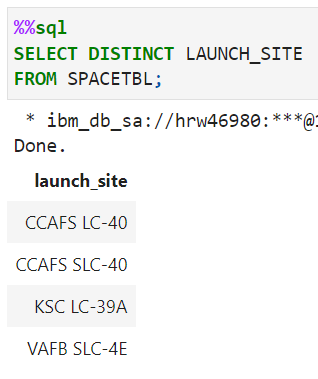 %%sql
SELECT DISTINCT LAUNCH_SITE
FROM SPACETBL;
* ibm_db_sa://hrw46980:***@1
Done.
launch_site
CCAFS LC-40
CCAFS SLC-40
KSC LC-39A
VAFB SLC-4E